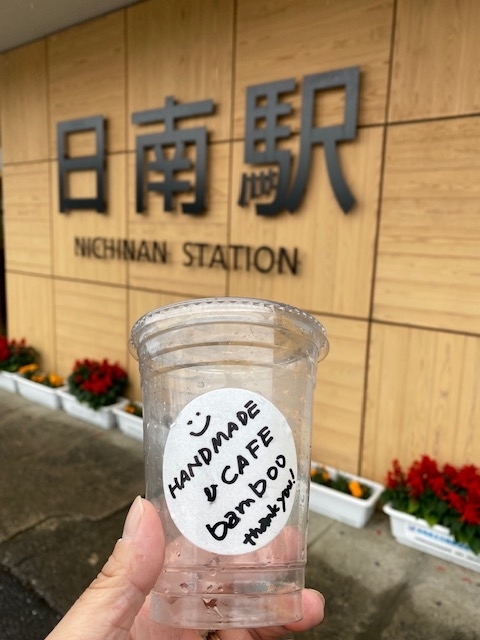 日南駅
NICHINAN STATION
HANDMADE
CAFE
bamboo
thank you!